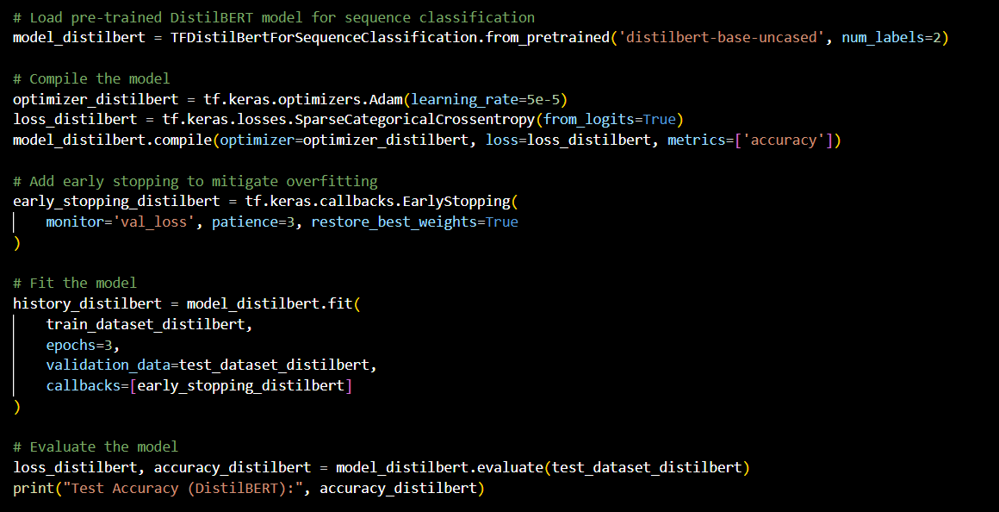 # Load pre-trained DistilBERT model for sequence classification
model_distilbert = TFDistilBertForSequenceClassification.from_pretrained('distilbert-base-uncased', num_labels=2)
# Compile the model
optimizer_distilbert = tf.keras.optimizers.Adam(learning_rate=5e-5)
loss_distilbert = tf.keras.losses.SparseCategoricalCrossentropy(from_logits=True)
model_distilbert.compile(optimizer=optimizer_distilbert, loss=loss_distilbert, metrics=['accuracy'])
# Add early stopping to mitigate overfitting
early_stopping_distilbert = tf.keras.callbacks.EarlyStopping(
    monitor='val_loss', patience=3, restore_best_weights=True
)
# Fit the model
history_distilbert = model_distilbert.fit(
    train_dataset_distilbert,
    epochs=3,
    validation_data=test_dataset_distilbert,
    callbacks=[early_stopping_distilbert]
)
# Evaluate the model
loss_distilbert, accuracy_distilbert = model_distilbert.evaluate(test_dataset_distilbert)
print("Test Accuracy (DistilBERT):", accuracy_distilbert)